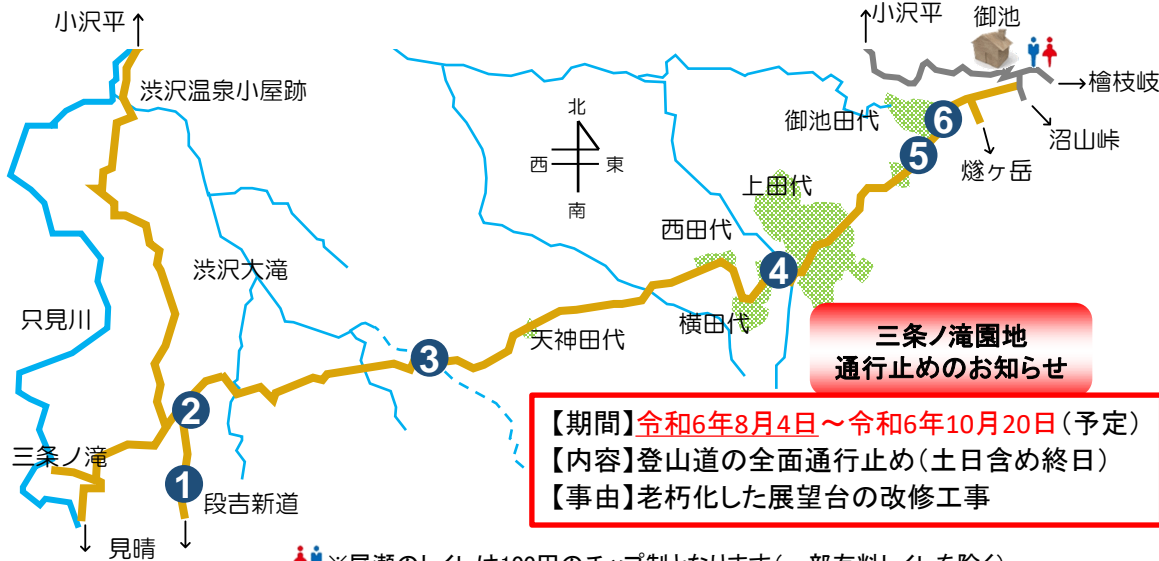 小沢平
小沢平
御池
渋沢温泉小屋跡
檜枝岐
御池田代
6
沼山峠
北
西 東
南
5
燧ヶ岳
上田代
西田代
渋沢大滝
4
只見川
横田代
天神田代
3
三条ノ滝園地
通行止めのお知らせ
2
【期間】令和6年8月4日～令和6年10月20日(予定)
【内容】登山道の全面通行止め(土日含め終日)
【事由】老朽化した展望台の改修工事
三条ノ滝
1
段吉新道
見晴